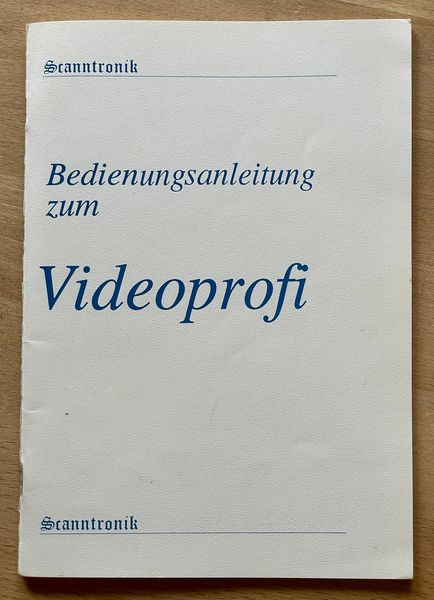 Scanntronik
Bedienungsanleitung
zum
Videoprofi
Scanntronik